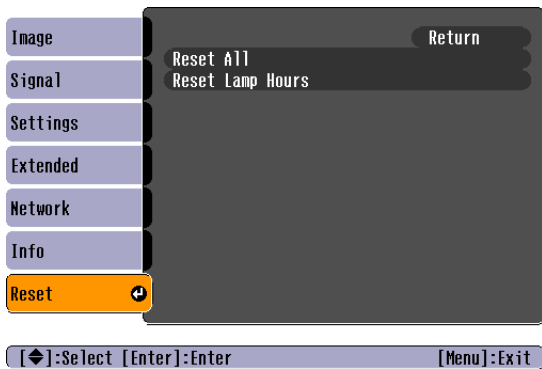 Image
Signal
Settings
Extended
Network
Info
Reset
Return
Reset All
Reset Lamp Hours
[◆]:Select [Enter]:Enter [Menu]:Exit